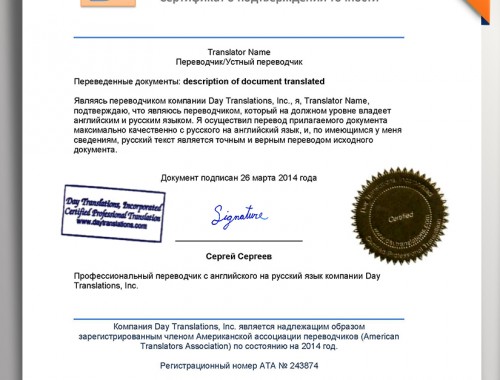 Translator Name
Переводчик/Устный переводчик
Переведенные документы: description of document translated
Являясь переводчиком компании Day Translations, Inc., я, Translator Name,
подтверждаю, что являюсь переводчиком, который на должном уровне владеет
английским и русским языком. Я осуществил перевод прилагаемого документа
максимально качественно с русского на английский язык, и, по имеющимся у меня
сведениям, русский текст является точным и верным переводом исходного
документа.
Документ подписан 26 марта 2014 года
Day Translations, Incorporated
Certified Professional Translation
www.daytranslations.com
Signature
Certified
Сергей Сергеев
Профессиональный переводчик с английского на русский язык компании Day
Translations, Inc.
Компания Day Translations, Inc. является надлежащим образом
зарегистрированным членом Американской ассоциации переводчиков (American
Translators Association) по состоянию на 2014 год.
Регистрационный номер АТА № 243874